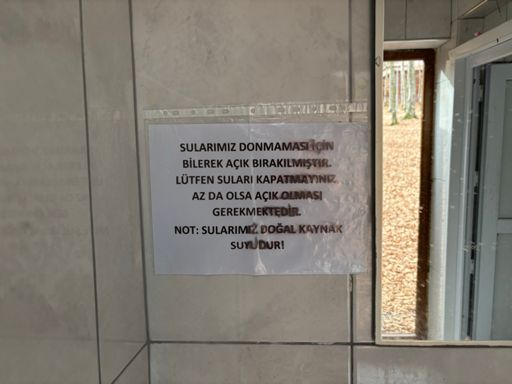 SULARIMIZ DONMAMASI İÇİN
BİLEREK AÇIK BIRAKILMIŞTIR.
LÜTFEN SULARI KAPATMAYINIZ.
AZ DA OLSA AÇIK OLMASI
GEREKMEKTEDİR.
NOT: SULARIMIZ DOĞAL KAYNAK
SUYUDUR!